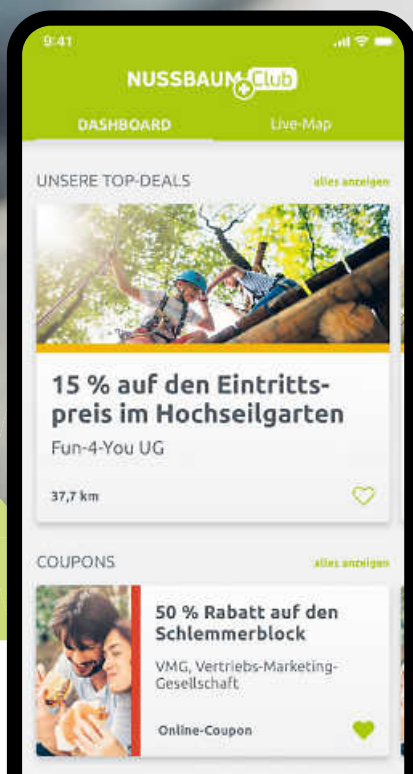 9:41
NUSSBAUM Club
DASHBOARD Live-Map
UNSERE TOP-DEALS alles anzeigen
15 % auf den Eintritts-
preis im Hochseilgarten
Fun-4-You UG
37,7 km
COUPONS alles anzeigen
50 % Rabatt auf den
Schlemmerblock
VMG, Vertriebs-Marketing-
Gesellschaft
Online-Coupon